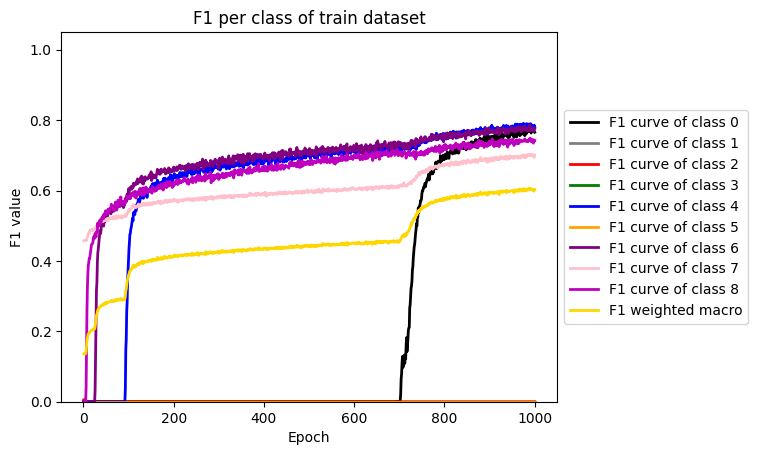 F1 per class of train dataset
F1 value
1.0
0.8
0.6
0.4
0.2
0.0
0
200
400
600
800
1000
Epoch
F1 curve of class 0
F1 curve of class 1
F1 curve of class 2
F1 curve of class 3
F1 curve of class 4
F1 curve of class 5
F1 curve of class 6
F1 curve of class 7
F1 curve of class 8
F1 weighted macro